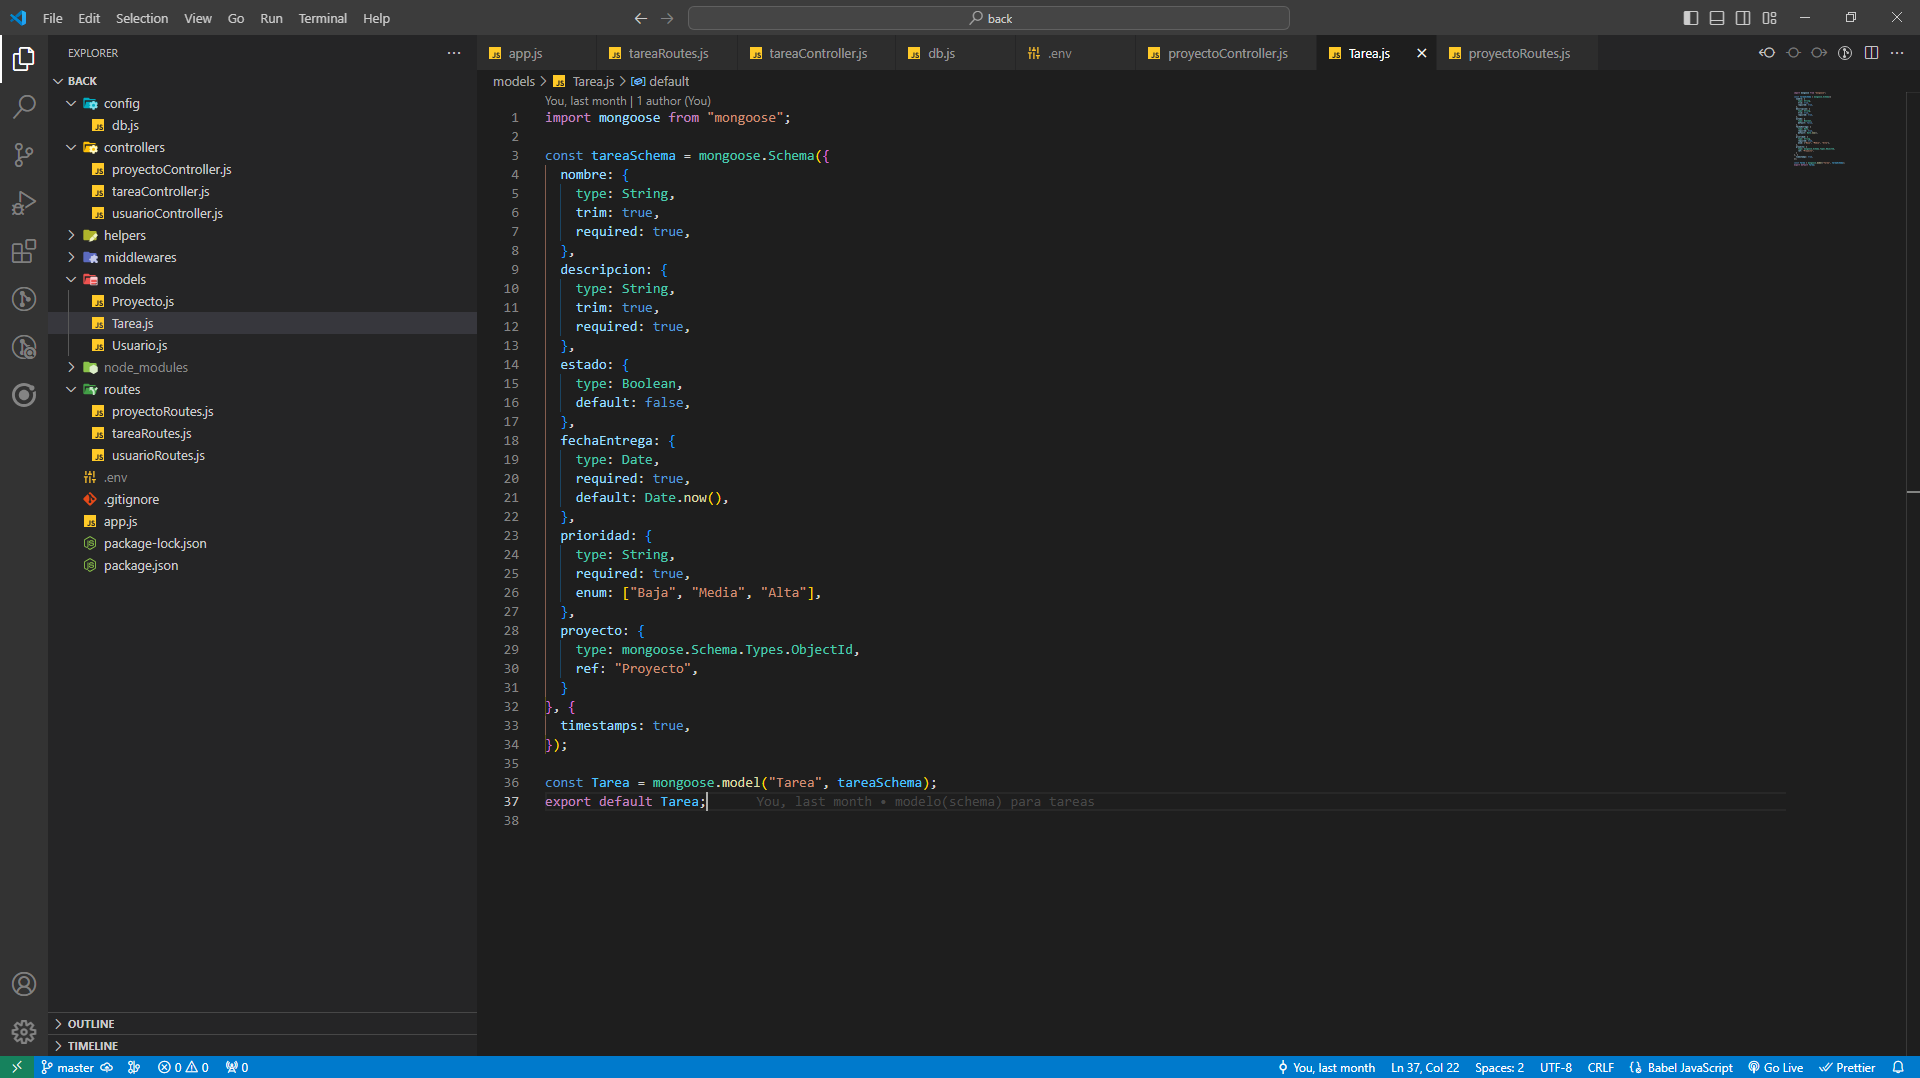 File Edit Selection View Go Run Terminal Help
back
EXPLORER
BACK
config
db.js
controllers
proyectoController.js
tareaController.js
usuarioController.js
helpers
middlewares
models
Proyecto.js
Tarea.js
Usuario.js
node_modules
routes
proyectoRoutes.js
tareaRoutes.js
usuarioRoutes.js
.env
.gitignore
app.js
package-lock.json
package.json
OUTLINE
TIMELINE
app.js tareaRoutes.js tareaController.js db.js .env proyectoController.js Tarea.js proyectoRoutes.js
models > Tarea.js > default
You, last month | 1 author (You)
1 import mongoose from "mongoose";
2
3 const tareaSchema = mongoose.Schema({
4 nombre: {
5 type: String,
6 trim: true,
7 required: true,
8 },
9 descripcion: {
10 type: String,
11 trim: true,
12 required: true,
13 },
14 estado: {
15 type: Boolean,
16 default: false,
17 },
18 fechaEntrega: {
19 type: Date,
20 required: true,
21 default: Date.now(),
22 },
23 prioridad: {
24 type: String,
25 required: true,
26 enum: ["Baja", "Media", "Alta"],
27 },
28 proyecto: {
29 type: mongoose.Schema.Types.ObjectId,
30 ref: "Proyecto",
31 }
32 }, {
33 timestamps: true,
34 });
35
36 const Tarea = mongoose.model("Tarea", tareaSchema);
37 export default Tarea; You, last month • modelo(schema) para tareas
38
master 0 0 0 You, last month Ln 37, Col 22 Spaces: 2 UTF-8 CRLF Babel JavaScript Go Live Prettier